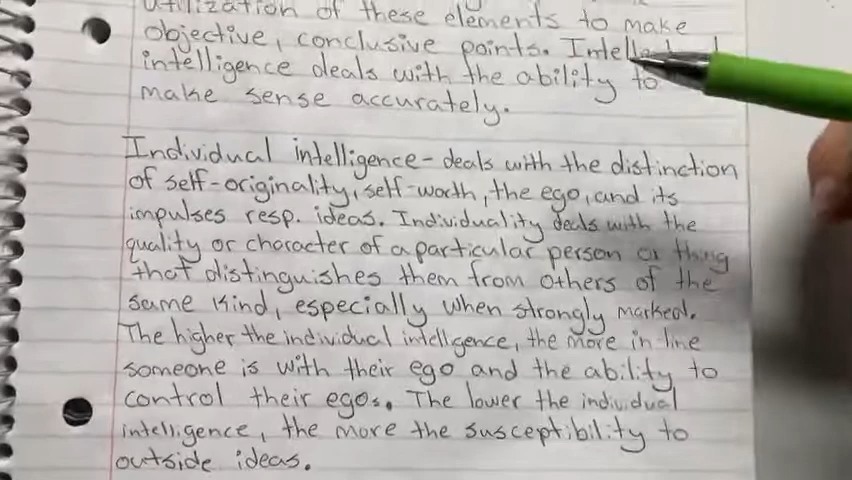 utilization of these elements to make
objective, conclusive points.
intelligence deals with the ability to
make sense accurately.
Individual intelligence - deals with the distinction
of self-originality, self-worth, the ego, and its
impulses resp. ideas. Individuality deals with the
quality or character of a particular person or thing
that distinguishes them from others of the
same kind, especially when strongly marked.
The higher the individual intelligence, the more in-line
someone is with their ego and the ability to
control their egos. The lower the individual
intelligence, the more the susceptibility to
outside ideas.